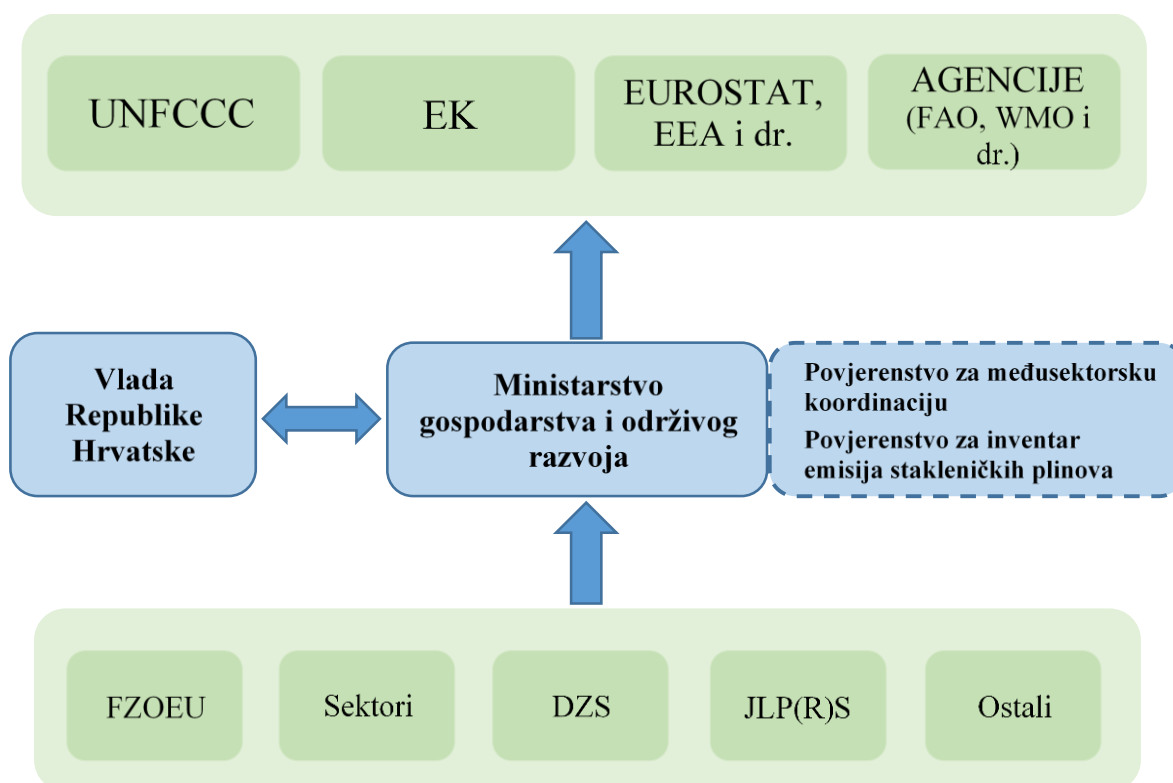 UNFCCC
EK
EUROSTAT,
EEA i dr.
AGENCIJE
(FAO, WMO i
dr.)
Vlada
Republike
Hrvatske
Ministarstvo
gospodarstva i održivog
razvoja
Povjerenstvo za međusektorsku
koordinaciju
Povjerenstvo za inventar
emisija stakleničkih plinova
FZOEU
Sektori
DZS
JLP(R)S
Ostali